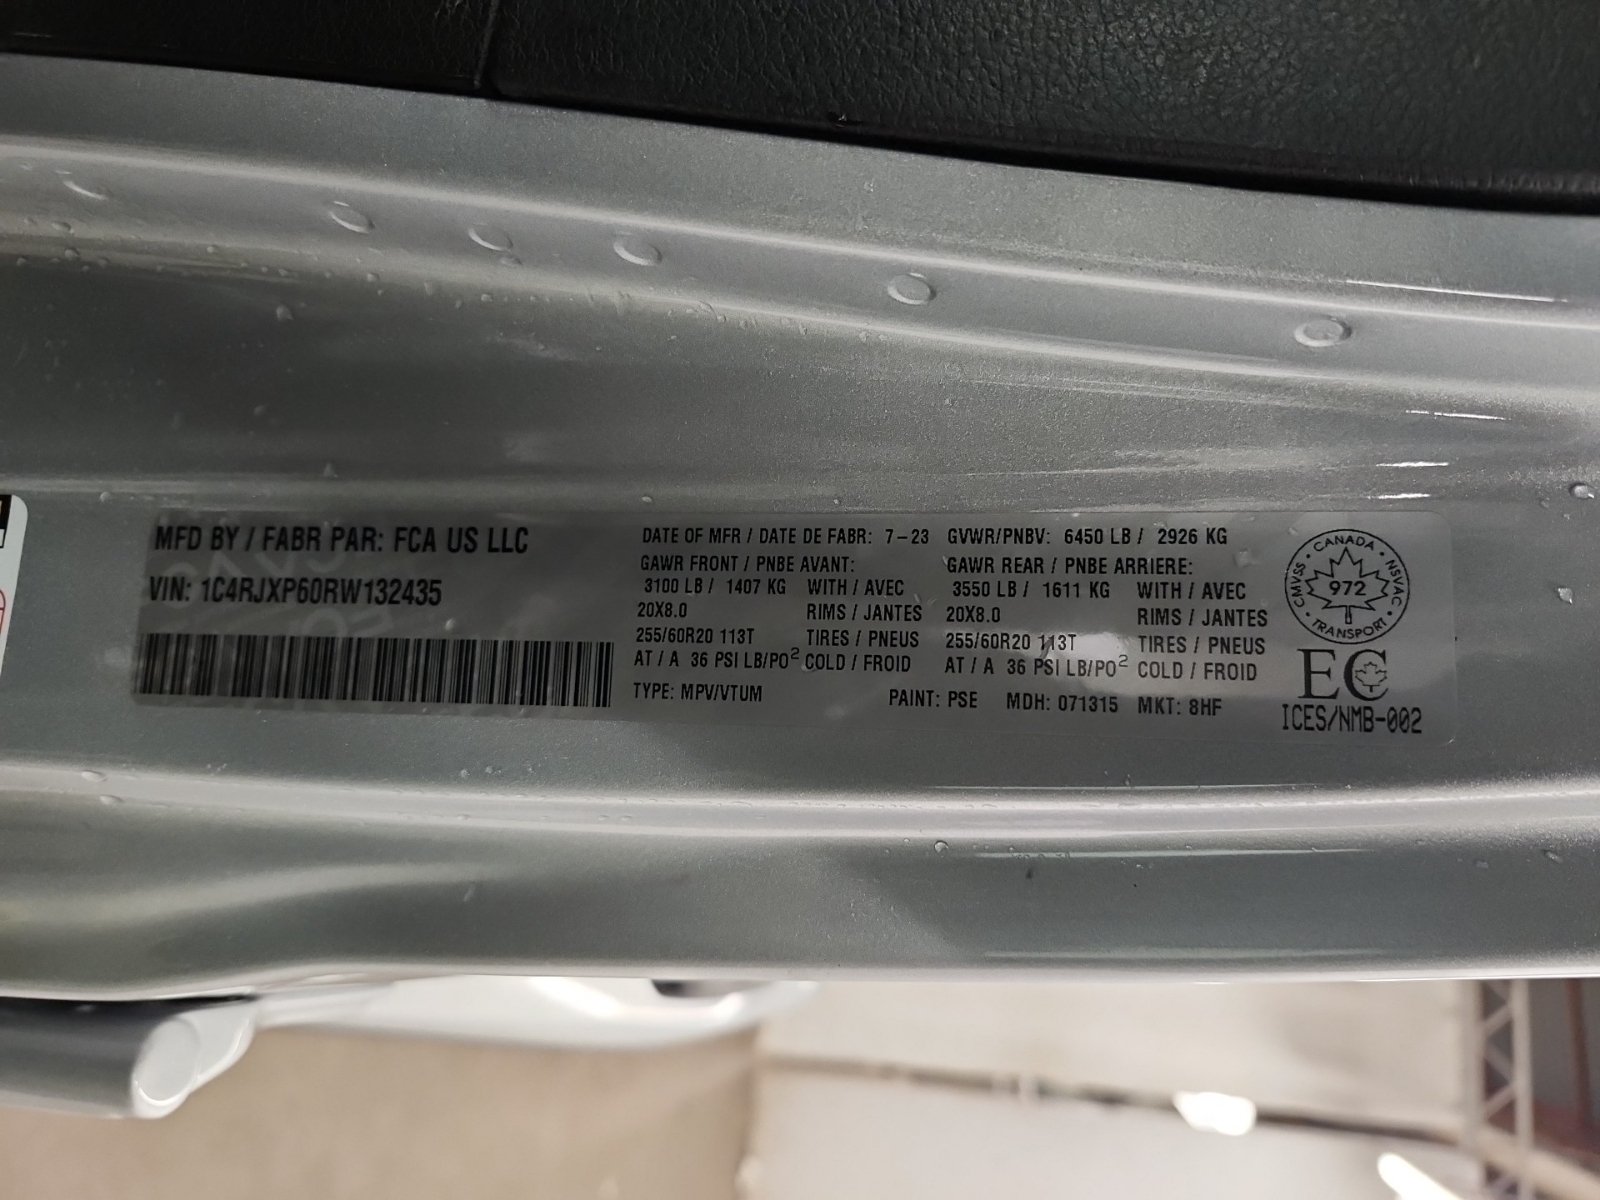 MFD BY / FABR PAR: FCA US LLC
VIN: 1C4RJXP60RW132435
DATE OF MFR / DATE DE FABR: 7-23 GVWR/PNBV: 6450 LB / 2926 KG
GAWR FRONT / PNBE AVANT: GAWR REAR / PNBE ARRIERE:
3100 LB / 1407 KG WITH / AVEC 3550 LB / 1611 KG WITH / AVEC
20X8.0 RIMS / JANTES 20X8.0 RIMS / JANTES
255/60R20 113T TIRES / PNEUS 255/60R20 113T TIRES / PNEUS
AT / A 36 PSI LB/PO² COLD / FROID AT / A 36 PSI LB/PO² COLD / FROID
TYPE: MPV/VTUM PAINT: PSE MDH: 071315 MKT: 8HF
CANADA • NSVAC • TRANSPORT • CMVSS •
972
EC
ICES/NMB-002